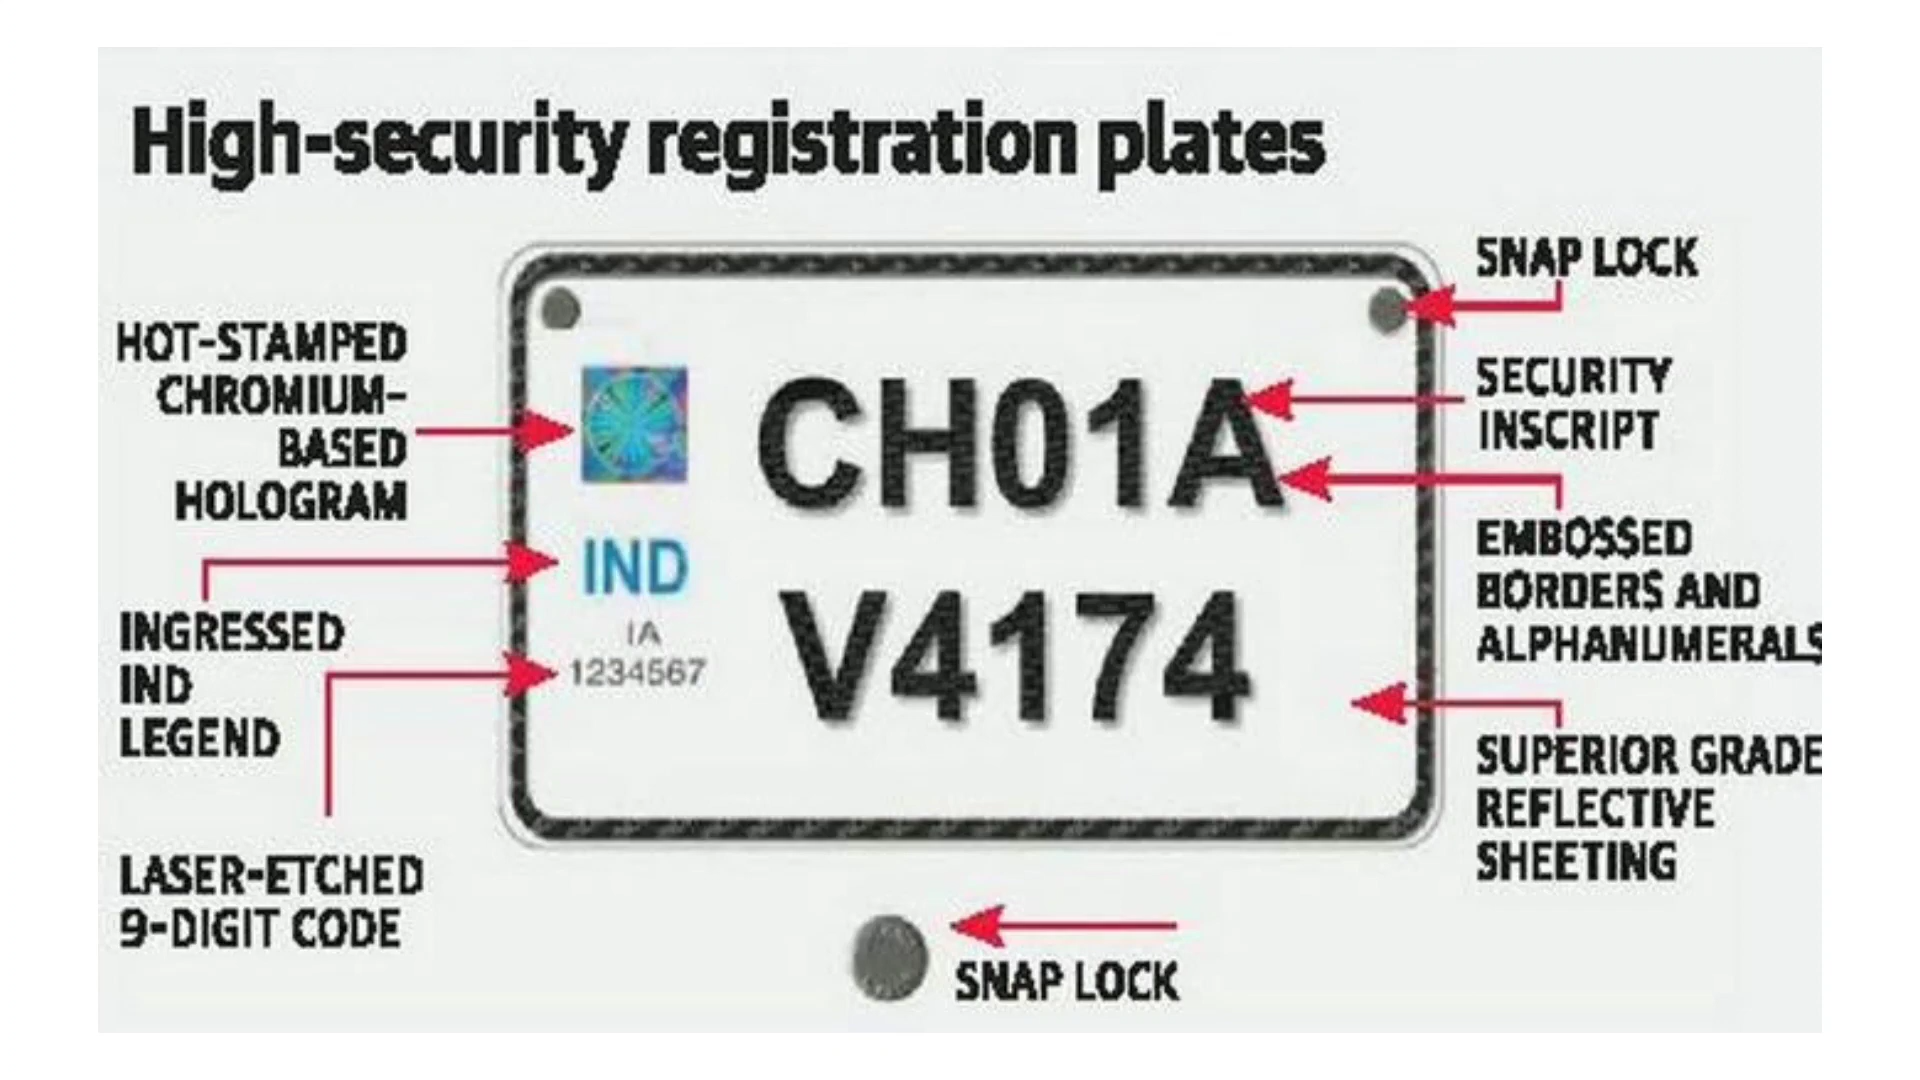 High-security registration plates
HOT-STAMPED
CHROMIUM-
BASED
HOLOGRAM
INGRESSED
IND
LEGEND
LASER-ETCHED
9-DIGIT CODE
CH01A
IND
IA
1234567
V4174
SNAP LOCK
SECURITY
INSCRIPT
EMBOSSED
BORDERS AND
ALPHANUMERALS
SUPERIOR GRADE
REFLECTIVE
SHEETING
SNAP LOCK